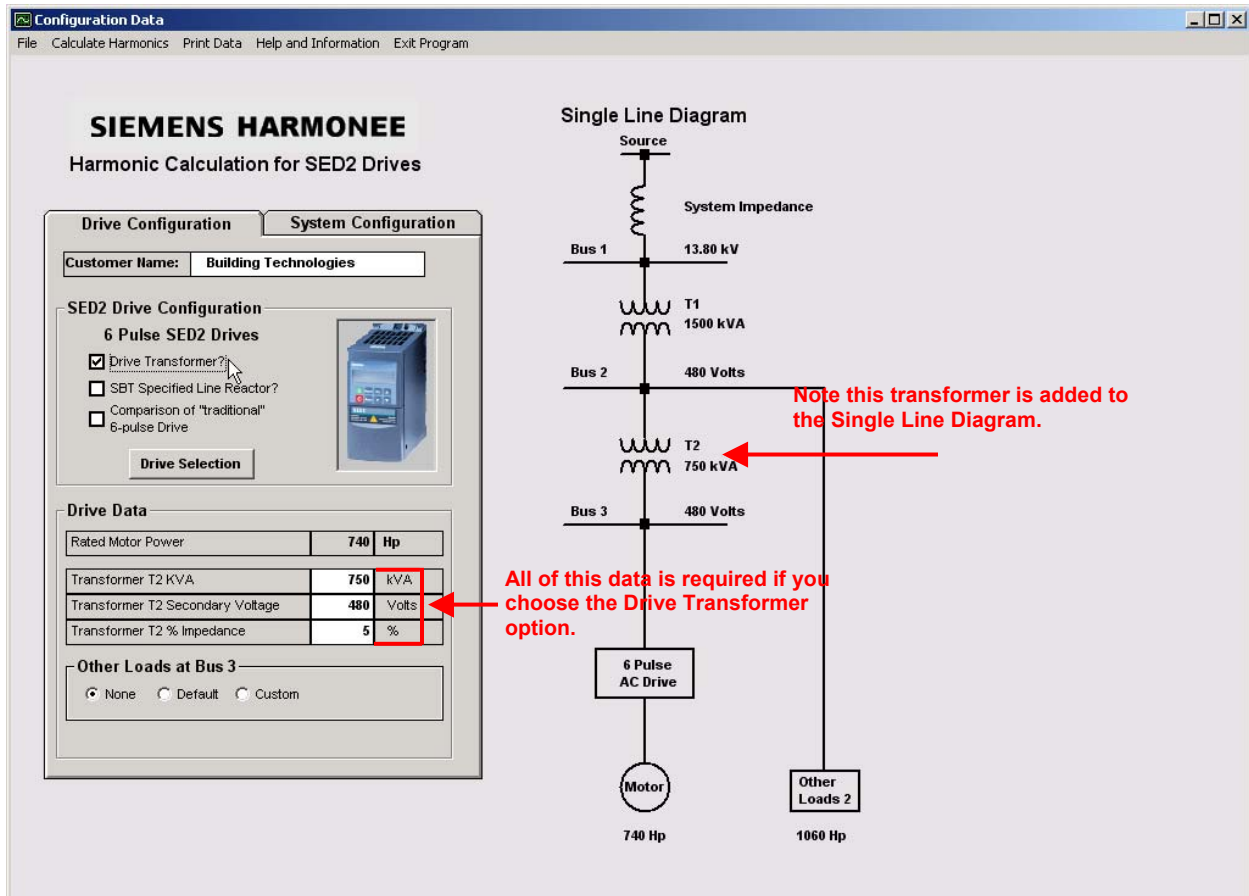 Configuration Data
File Calculate Harmonics Print Data Help and Information Exit Program
SIEMENS HARMONEE
Harmonic Calculation for SED2 Drives
Drive Configuration
System Configuration
Customer Name: Building Technologies
SED2 Drive Configuration
6 Pulse SED2 Drives
Drive Transformer?
SBT Specified Line Reactor?
Comparison of "traditional"
6-pulse Drive
Drive Selection
Drive Data
Rated Motor Power 740 Hp
Transformer T2 KVA 750 kVA
Transformer T2 Secondary Voltage 480 Volts
Transformer T2 % Impedance 5 %
Other Loads at Bus 3
None Default Custom
Single Line Diagram
Source
System Impedance
Bus 1 13.80 kV
T1
1500 kVA
Bus 2 480 Volts
Note this transformer is added to
the Single Line Diagram.
T2
750 kVA
Bus 3 480 Volts
All of this data is required if you
choose the Drive Transformer
option.
6 Pulse
AC Drive
Motor
740 Hp
Other
Loads 2
1060 Hp